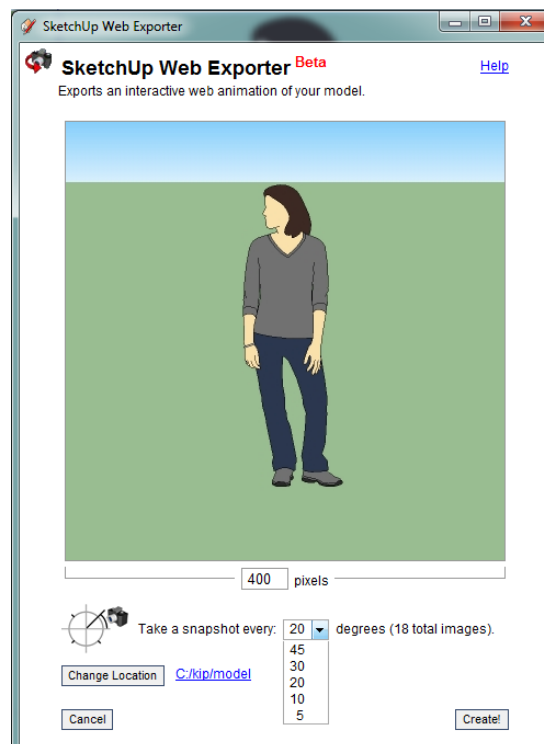 SketchUp Web Exporter
SketchUp Web Exporter Beta
Help
Exports an interactive web animation of your model.
400 pixels
Take a snapshot every: 20 degrees (18 total images).
45
30
20
10
5
Change Location C:/kip/model
Cancel
Create!